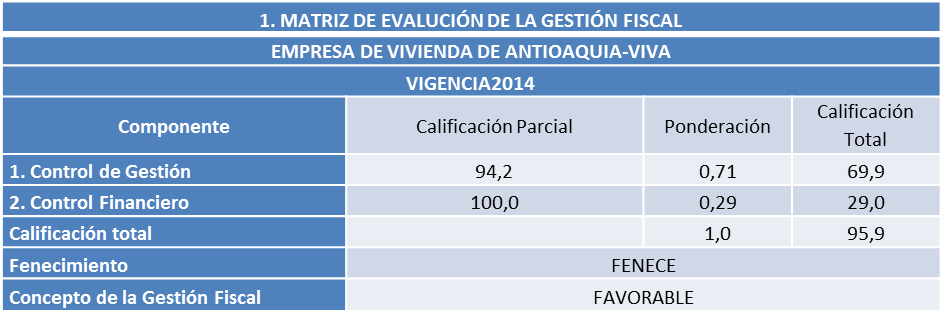 1. MATRIZ DE EVALUCIÓN DE LA GESTIÓN FISCAL
EMPRESA DE VIVIENDA DE ANTIOAQUIA-VIVA
VIGENCIA2014
Componente Calificación Parcial Ponderación Calificación Total
1. Control de Gestión 94,2 0,71 69,9
2. Control Financiero 100,0 0,29 29,0
Calificación total 1,0 95,9
Fenecimiento FENECE
Concepto de la Gestión Fiscal FAVORABLE